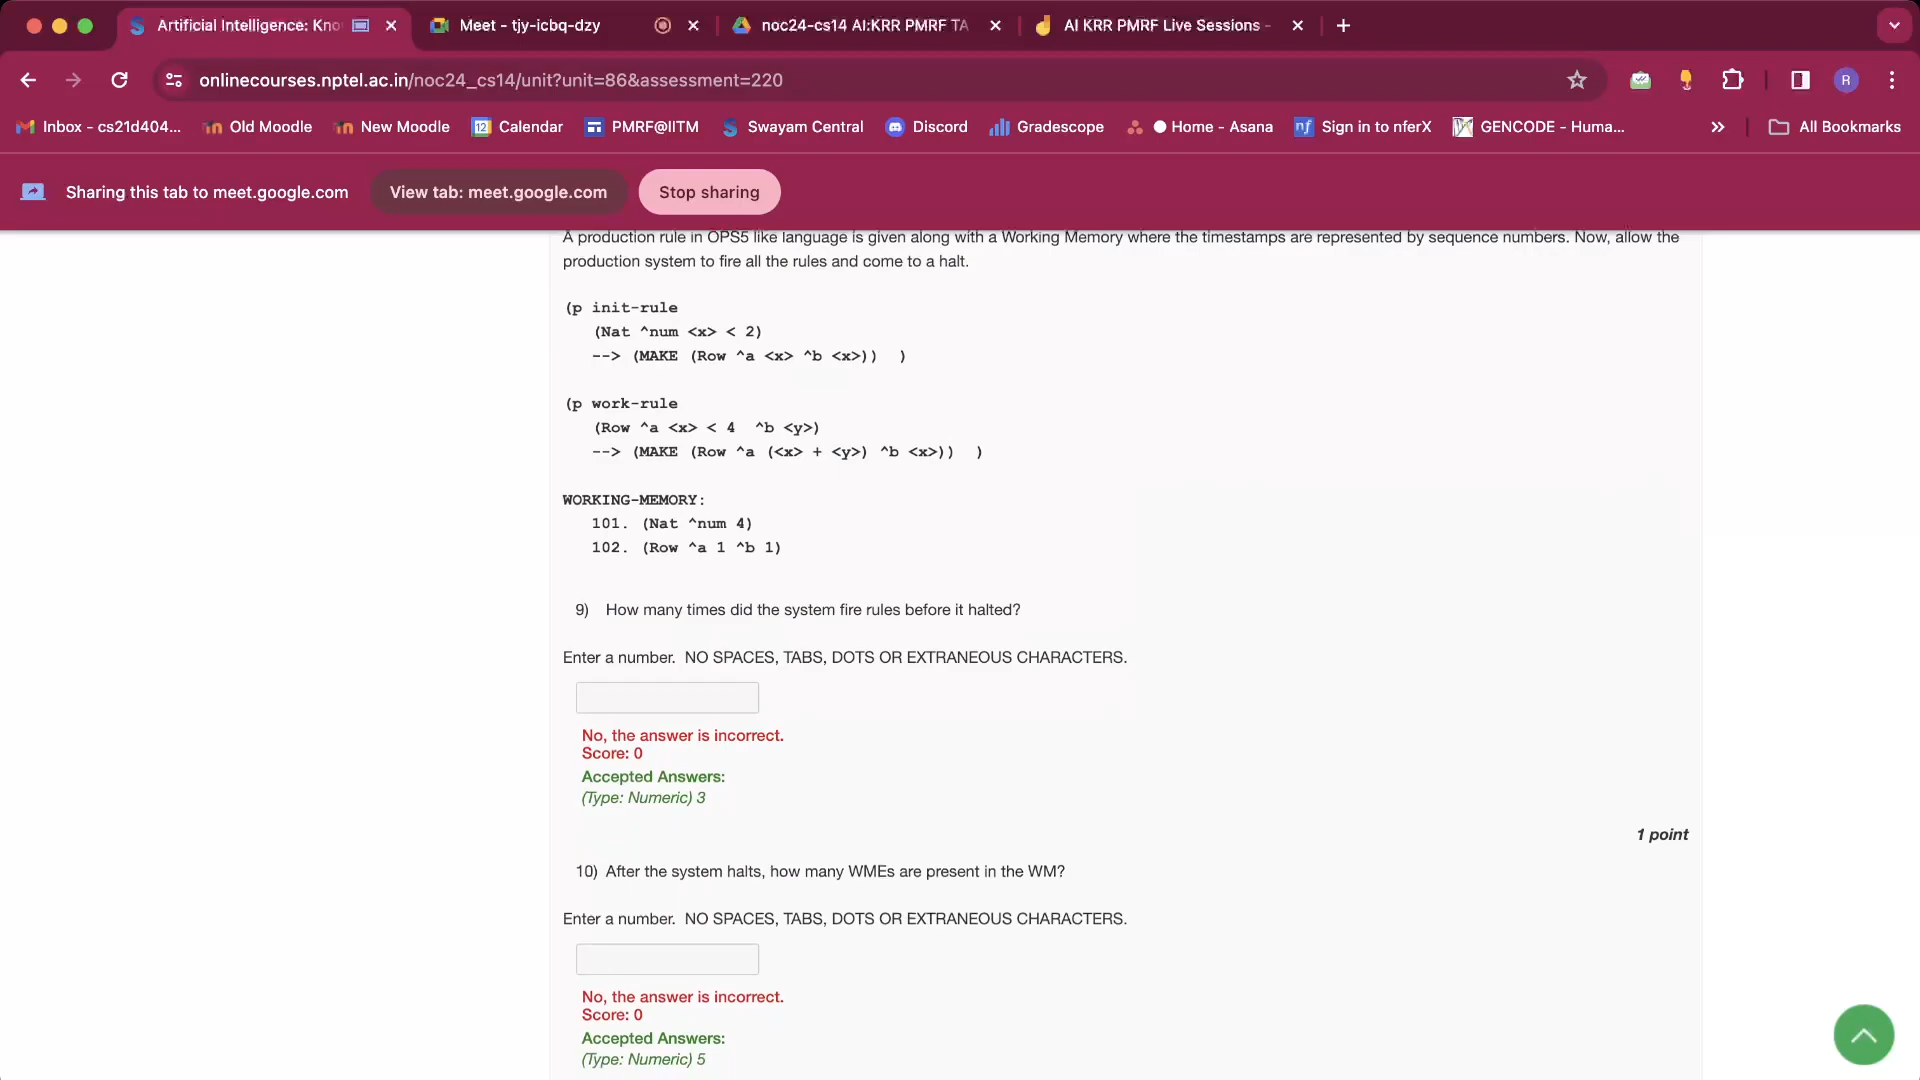 Artificial Intelligence: Kno
Meet - tjy-icbq-dzy
noc24-cs14 AI:KRR PMRF TA
AI KRR PMRF Live Sessions -
onlinecourses.nptel.ac.in/noc24_cs14/unit?unit=86&assessment=220
R
Inbox - cs21d404...
Old Moodle
New Moodle
12
Calendar
PMRF@IITM
Swayam Central
Discord
Gradescope
Home - Asana
nf
Sign in to nferX
GENCODE - Huma...
All Bookmarks
Sharing this tab to meet.google.com
View tab: meet.google.com
Stop sharing
A production rule in OPS5 like language is given along with a Working Memory where the timestamps are represented by sequence numbers. Now, allow the
production system to fire all the rules and come to a halt.
(p init-rule
(Nat ^num <x> < 2)
--> (MAKE (Row ^a <x> ^b <x>)) )
(p work-rule
(Row ^a <x> < 4 ^b <y>)
--> (MAKE (Row ^a (<x> + <y>) ^b <x>)) )
WORKING-MEMORY:
101. (Nat ^num 4)
102. (Row ^a 1 ^b 1)
9) How many times did the system fire rules before it halted?
Enter a number. NO SPACES, TABS, DOTS OR EXTRANEOUS CHARACTERS.
No, the answer is incorrect.
Score: 0
Accepted Answers:
(Type: Numeric) 3
1 point
10) After the system halts, how many WMEs are present in the WM?
Enter a number. NO SPACES, TABS, DOTS OR EXTRANEOUS CHARACTERS.
No, the answer is incorrect.
Score: 0
Accepted Answers:
(Type: Numeric) 5